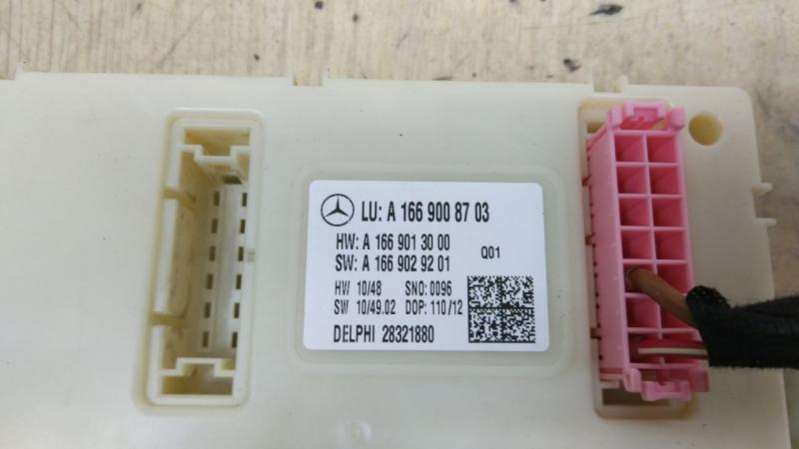 LU: A 166 900 87 03
HW: A 166 901 30 00
SW: A 166 902 92 01
Q01
HW 10/48 SNO: 0096
SW 10/49.02 DOP: 110/12
DELPHI 28321880